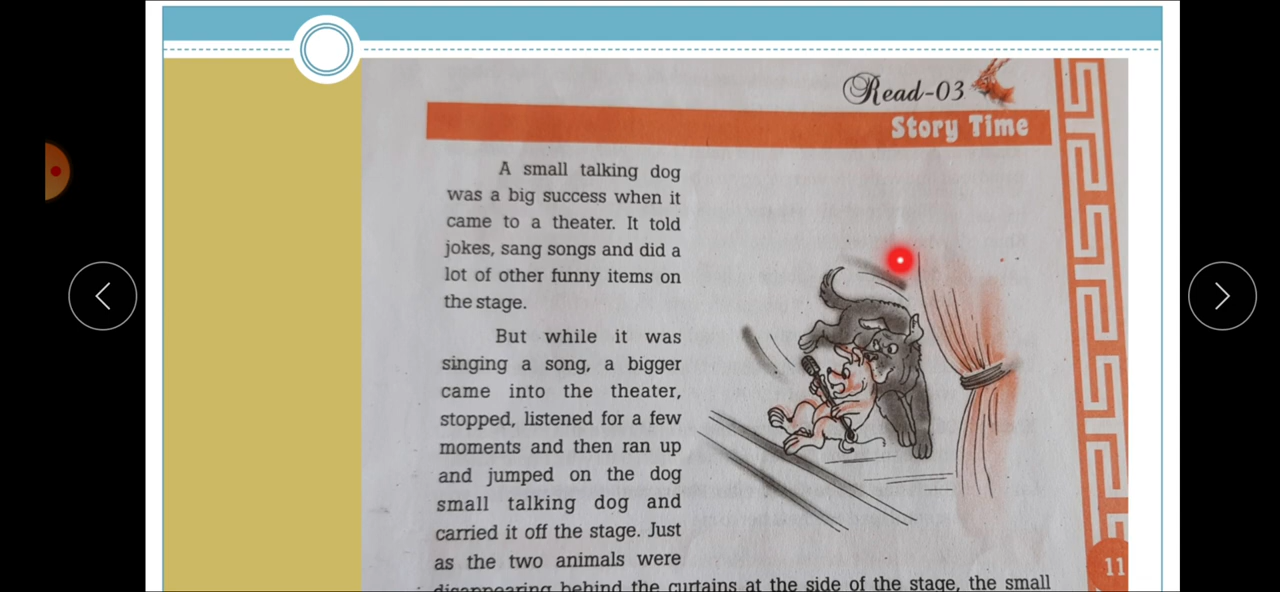 Read-03
Story Time
A small talking dog
was a big success when it
came to a theater. It told
jokes, sang songs and did a
lot of other funny items on
the stage.
But while it was
singing a song, a bigger
came into the theater,
stopped, listened for a few
moments and then ran up
and jumped on the dog
small talking dog and
carried it off the stage. Just
as the two animals were
disappearing behind the curtains at the side of the stage, the small
11